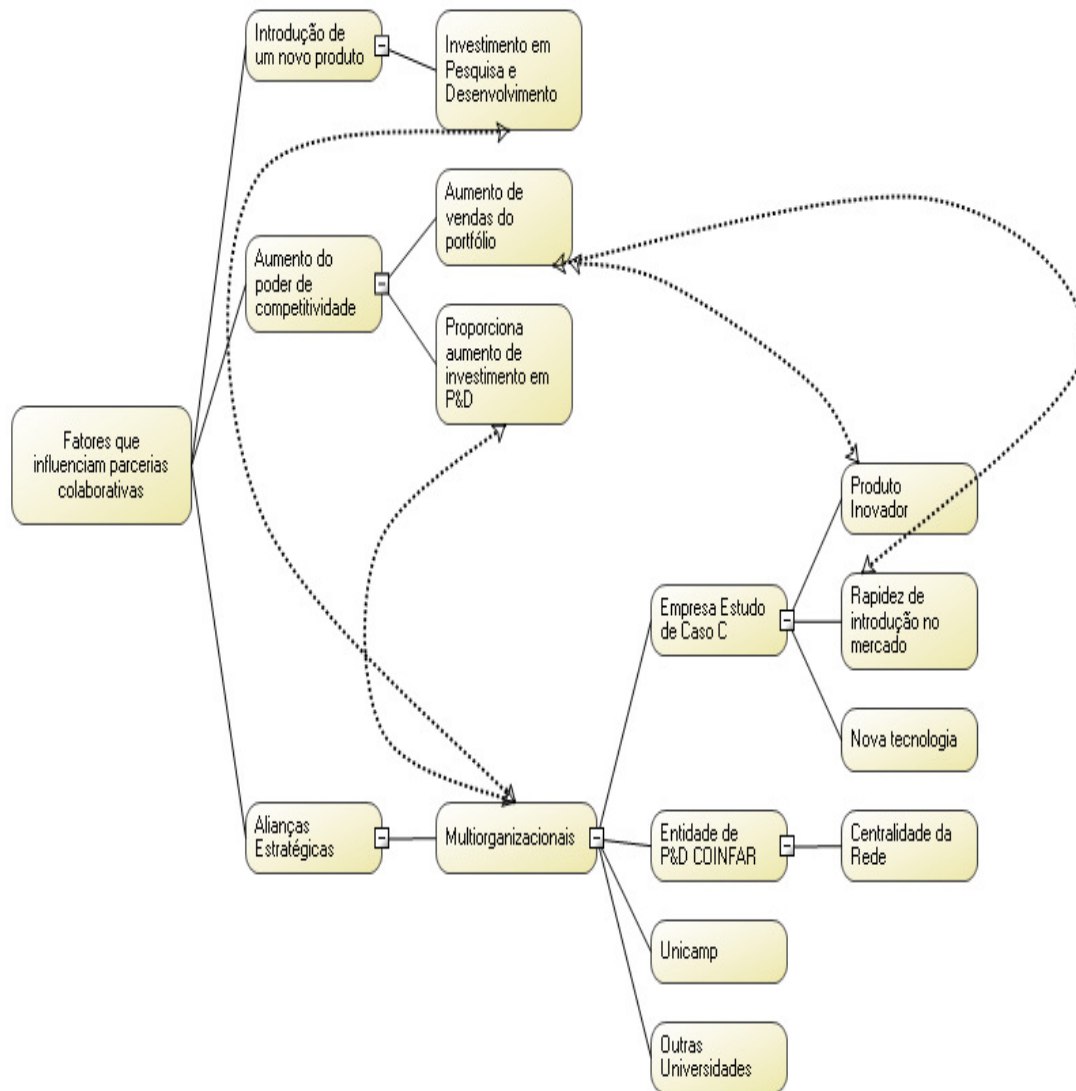 Introdução de
um novo produto
Investimento em
Pesquisa e
Desenvolvimento
Aumento de
vendas do
portfólio
Aumento do
poder de
competitividade
Proporciona
aumento de
investimento em
P&D
Fatores que
influenciam parcerias
colaborativas
Produto
Inovador
Empresa Estudo
de Caso C
Rapidez de
introdução no
mercado
Nova tecnologia
Alianças
Estratégicas
Multiorganizacionais
Entidade de
P&D COINFAR
Centralidade da
Rede
Unicamp
Outras
Universidades